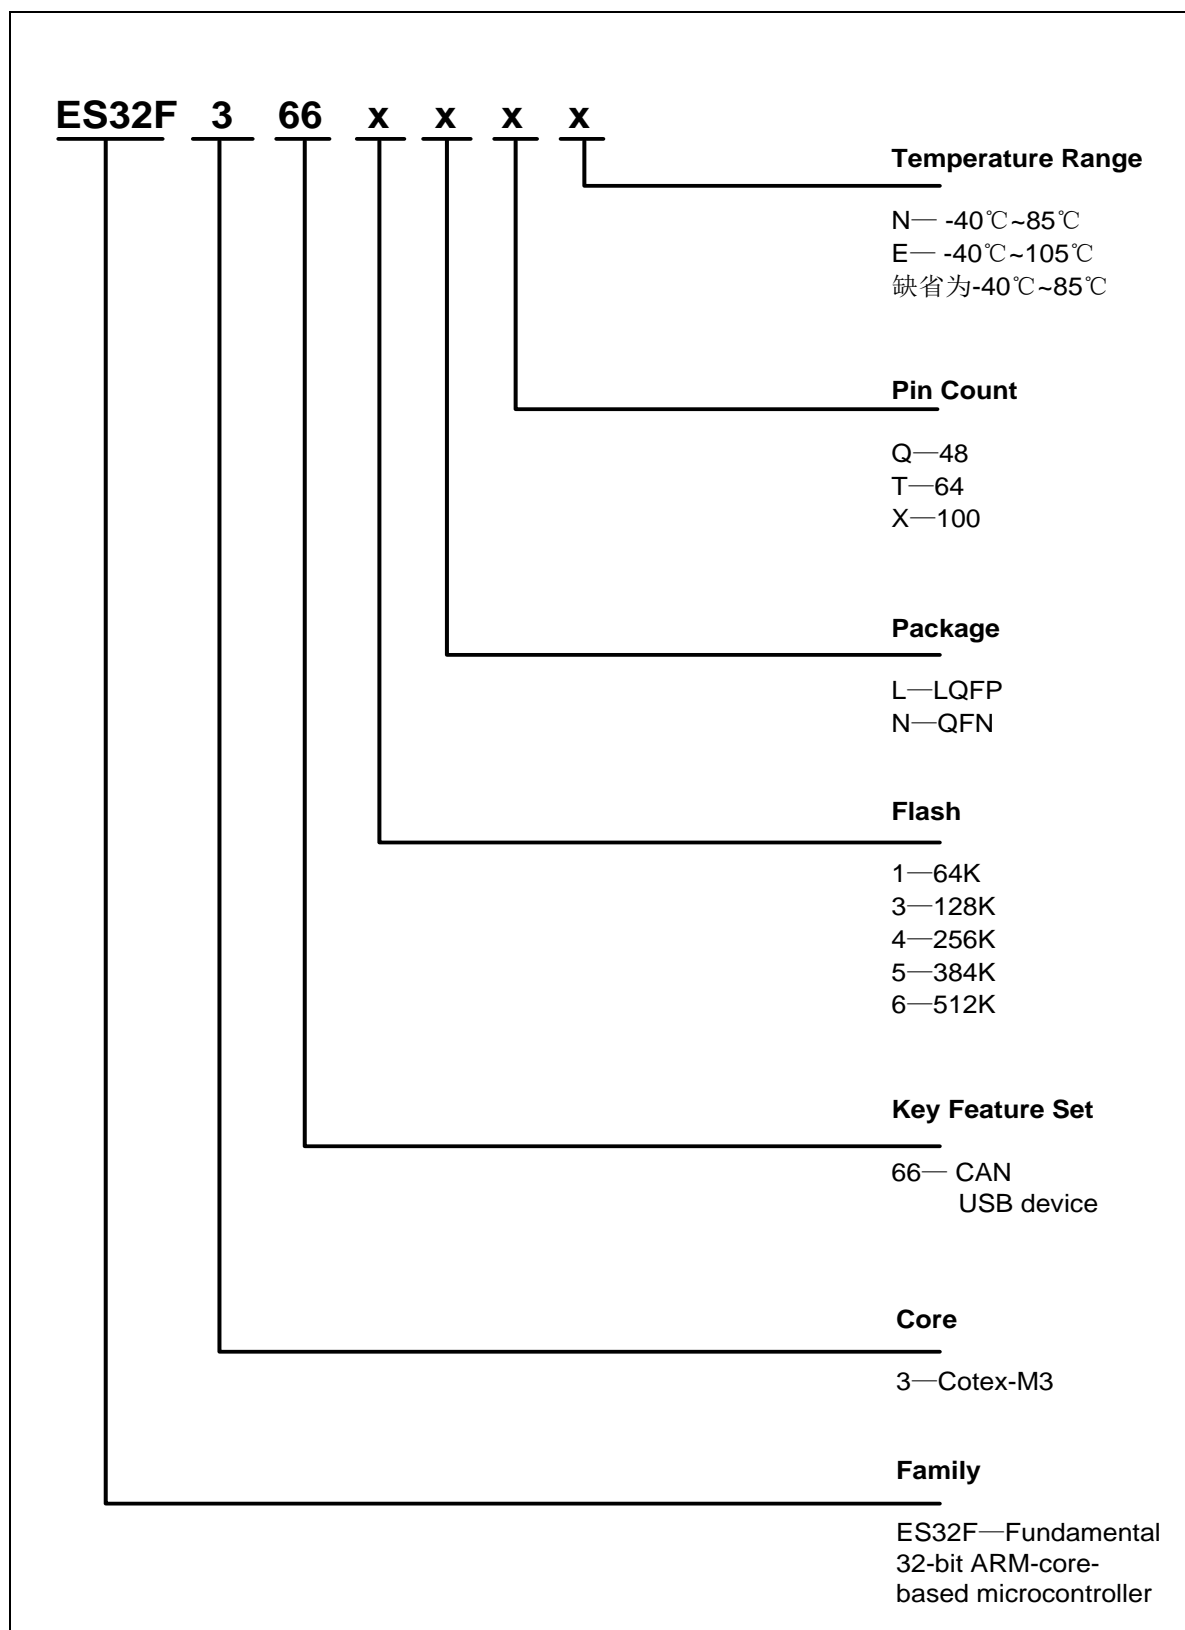 ES32F 3 66 x x x x
Temperature Range
N— -40℃~85℃
E— -40℃~105℃
缺省为-40℃~85℃
Pin Count
Q—48
T—64
X—100
Package
L—LQFP
N—QFN
Flash
1—64K
3—128K
4—256K
5—384K
6—512K
Key Feature Set
66— CAN
USB device
Core
3—Cotex-M3
Family
ES32F—Fundamental
32-bit ARM-core-
based microcontroller